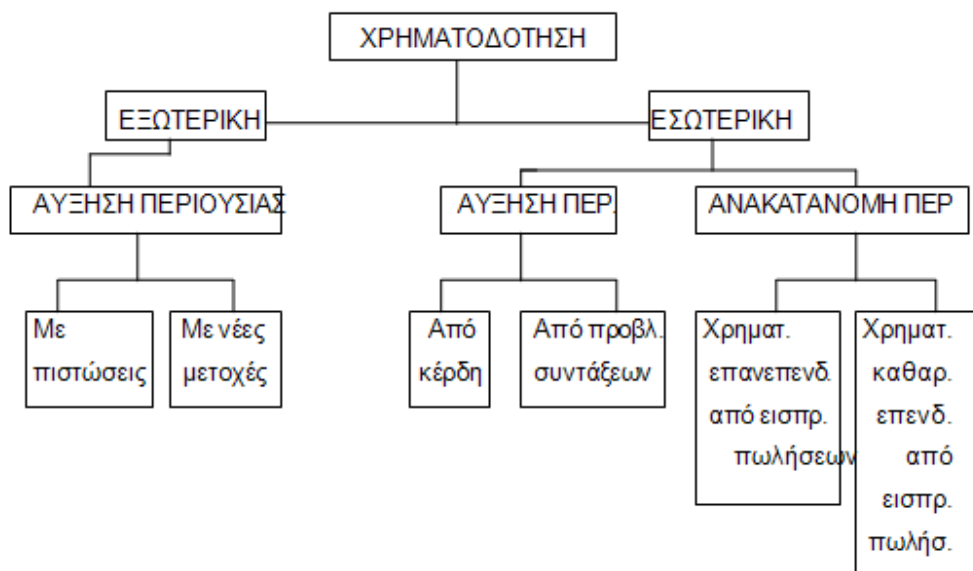 ΧΡΗΜΑΤΟΔΟΤΗΣΗ
ΕΞΩΤΕΡΙΚΗ
ΕΣΩΤΕΡΙΚΗ
ΑΥΞΗΣΗ ΠΕΡΙΟΥΣΙΑΣ
ΑΥΞΗΣΗ ΠΕΡ.
ΑΝΑΚΑΤΑΝΟΜΗ ΠΕΡ
Με
πιστώσεις
Με νέες
μετοχές
Από
κέρδη
Από προβλ.
συντάξεων
Χρηματ.
επανεπενδ.
από εισπρ.
πωλήσεων
Χρηματ.
καθαρ.
επενδ.
από
εισπρ.
πωλήσ.